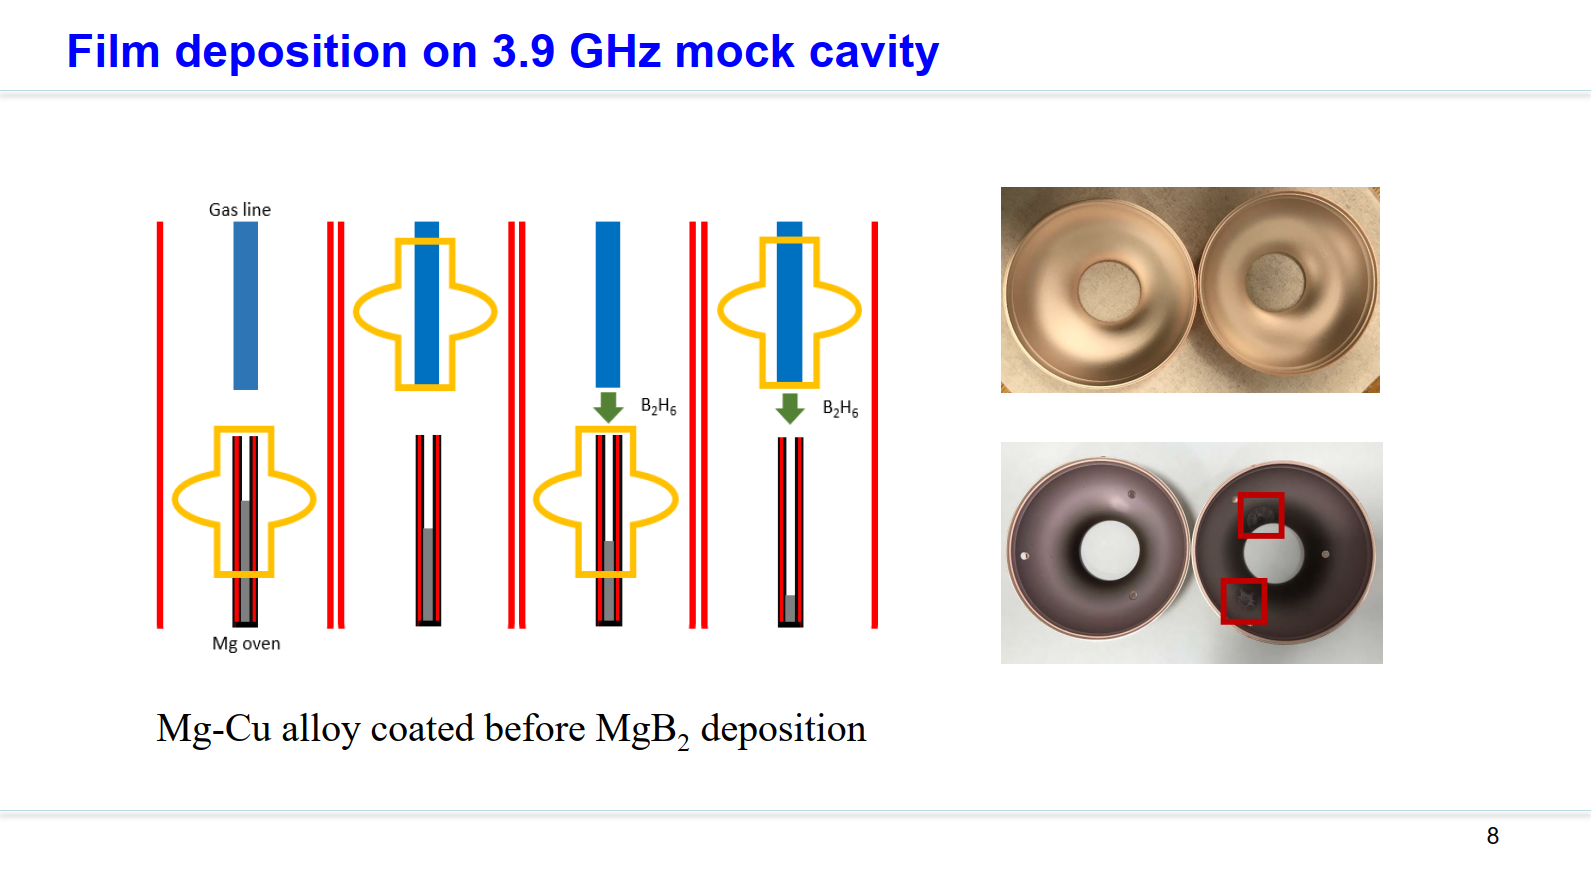 Film deposition on 3.9 GHz mock cavity
Gas line
B₂H₆
B₂H₆
Mg oven
Mg-Cu alloy coated before MgB₂ deposition
8